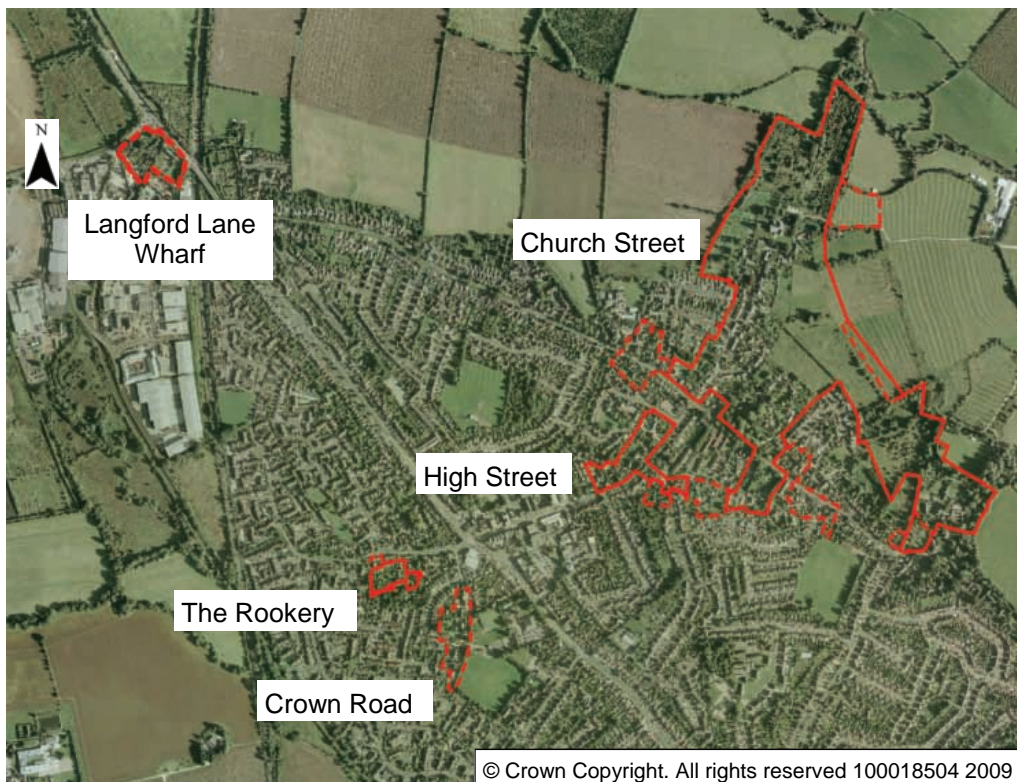 N
Langford Lane
Wharf
Church Street
High Street
The Rookery
Crown Road
© Crown Copyright. All rights reserved 100018504 2009